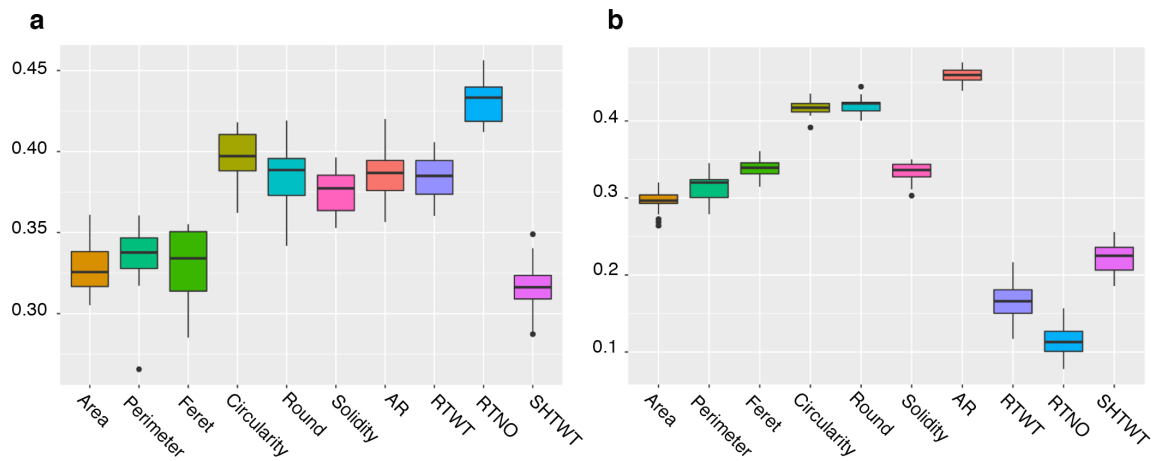 a
b
0.45
0.40
0.35
0.30
Area
Perimeter
Feret
Circularity
Round
Solidity
AR
RTWT
RTNO
SHTWT
0.4
0.3
0.2
0.1
Area
Perimeter
Feret
Circularity
Round
Solidity
AR
RTWT
RTNO
SHTWT